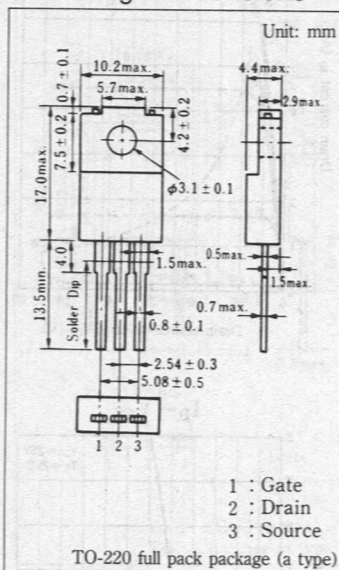 Unit: mm
10.2max.
5.7max.
4.4max.
2.9max.
0.7 ± 0.1
7.5 ± 0.2
17.0max.
4.2 ± 0.2
φ3.1 ± 0.1
4.0
13.5min.
Solder Dip
1.5max.
0.5max.
1.5max.
0.7 max.
0.8 ± 0.1
2.54 ± 0.3
5.08 ± 0.5
1 2 3
1 : Gate
2 : Drain
3 : Source
TO-220 full pack package (a type)